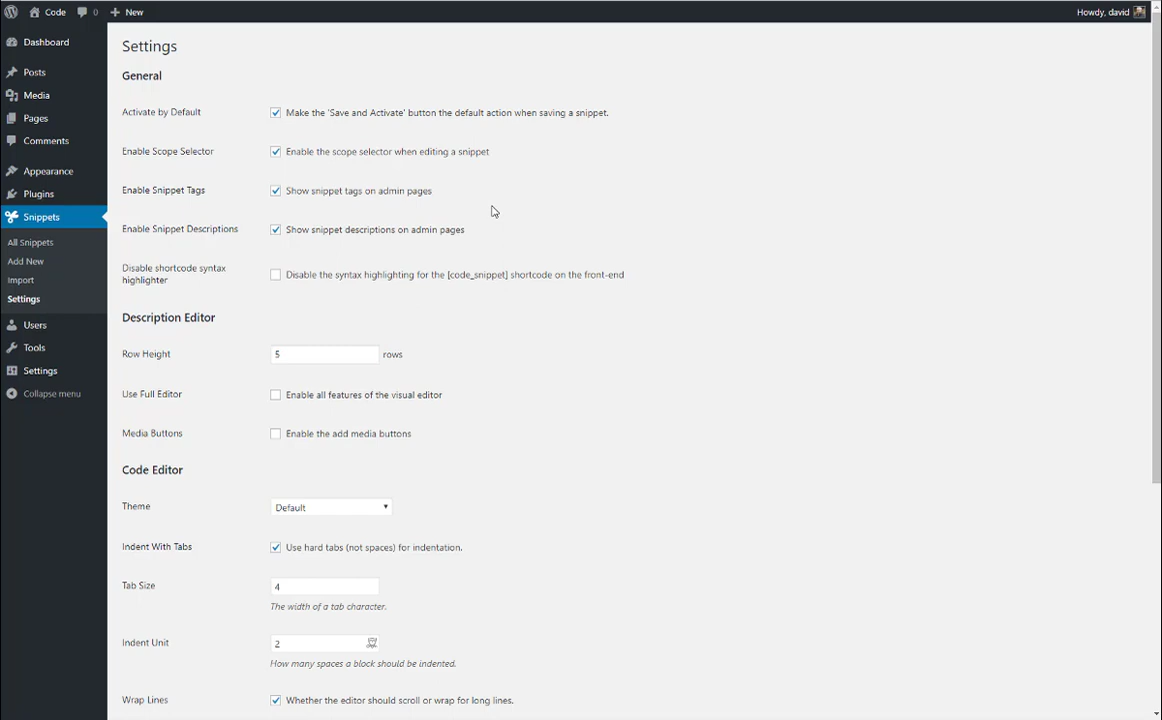 Code 0 New Howdy, david
Dashboard
Posts
Media
Pages
Comments
Appearance
Plugins
Snippets
All Snippets
Add New
Import
Settings
Users
Tools
Settings
Collapse menu
Settings
General
Activate by Default Make the 'Save and Activate' button the default action when saving a snippet.
Enable Scope Selector Enable the scope selector when editing a snippet
Enable Snippet Tags Show snippet tags on admin pages
Enable Snippet Descriptions Show snippet descriptions on admin pages
Disable shortcode syntax
highlighter Disable the syntax highlighting for the [code_snippet] shortcode on the front-end
Description Editor
Row Height 5 rows
Use Full Editor Enable all features of the visual editor
Media Buttons Enable the add media buttons
Code Editor
Theme Default
Indent With Tabs Use hard tabs (not spaces) for indentation.
Tab Size 4
The width of a tab character.
Indent Unit 2
How many spaces a block should be indented.
Wrap Lines Whether the editor should scroll or wrap for long lines.